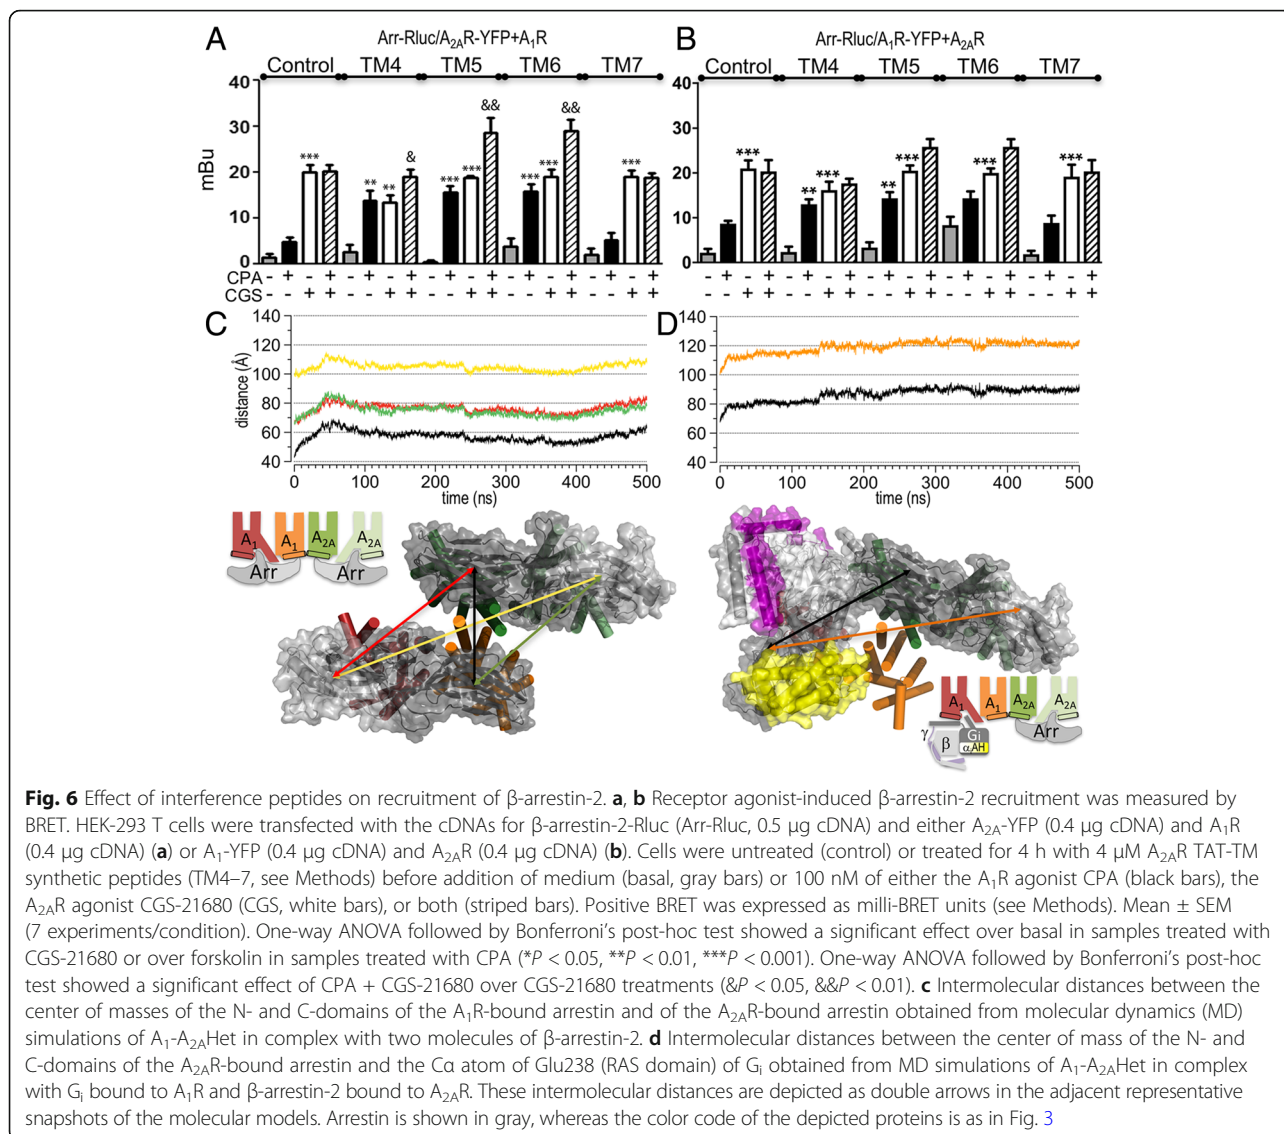 A
Arr-Rluc/A2AR-YFP+A1R
Control TM4 TM5 TM6 TM7
40
30
20
10
0
mBu
*** ** ** & *** *** && *** *** && ***
CPA - + - + - + - + - + - + - + - + - + - +
CGS - - + + - - + + - - + + - - + + - - + +
B
Arr-Rluc/A1R-YFP+A2AR
Control TM4 TM5 TM6 TM7
40
30
20
10
0
*** ** *** ** *** *** ***
- + - + - + - + - + - + - + - + - + - +
- - + + - - + + - - + + - - + + - - + +
C
140
120
100
80
60
40
distance (Å)
0 100 200 300 400 500
time (ns)
D
140
120
100
80
60
40
0 100 200 300 400 500
time (ns)
A1 A1 A2A A2A
Arr Arr
A1 A1 A2A A2A
γ β Gi αAH Arr
Fig. 6 Effect of interference peptides on recruitment of β-arrestin-2. a, b Receptor agonist-induced β-arrestin-2 recruitment was measured by
BRET. HEK-293 T cells were transfected with the cDNAs for β-arrestin-2-Rluc (Arr-Rluc, 0.5 μg cDNA) and either A2A-YFP (0.4 μg cDNA) and A1R
(0.4 μg cDNA) (a) or A1-YFP (0.4 μg cDNA) and A2AR (0.4 μg cDNA) (b). Cells were untreated (control) or treated for 4 h with 4 μM A2AR TAT-TM
synthetic peptides (TM4–7, see Methods) before addition of medium (basal, gray bars) or 100 nM of either the A1R agonist CPA (black bars), the
A2AR agonist CGS-21680 (CGS, white bars), or both (striped bars). Positive BRET was expressed as milli-BRET units (see Methods). Mean ± SEM
(7 experiments/condition). One-way ANOVA followed by Bonferroni's post-hoc test showed a significant effect over basal in samples treated with
CGS-21680 or over forskolin in samples treated with CPA (*P < 0.05, **P < 0.01, ***P < 0.001). One-way ANOVA followed by Bonferroni's post-hoc
test showed a significant effect of CPA + CGS-21680 over CGS-21680 treatments (&P < 0.05, &&P < 0.01). c Intermolecular distances between the
center of masses of the N- and C-domains of the A1R-bound arrestin and of the A2AR-bound arrestin obtained from molecular dynamics (MD)
simulations of A1-A2AHet in complex with two molecules of β-arrestin-2. d Intermolecular distances between the center of mass of the N- and
C-domains of the A2AR-bound arrestin and the Cα atom of Glu238 (RAS domain) of Gi obtained from MD simulations of A1-A2AHet in complex
with Gi bound to A1R and β-arrestin-2 bound to A2AR. These intermolecular distances are depicted as double arrows in the adjacent representative
snapshots of the molecular models. Arrestin is shown in gray, whereas the color code of the depicted proteins is as in Fig. 3